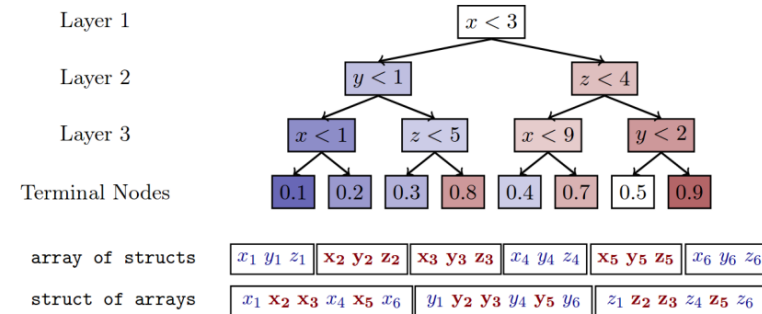 Layer 1 x < 3
Layer 2 y < 1 z < 4
Layer 3 x < 1 z < 5 x < 9 y < 2
Terminal Nodes 0.1 0.2 0.3 0.8 0.4 0.7 0.5 0.9
array of structs x₁ y₁ z₁ x₂ y₂ z₂ x₃ y₃ z₃ x₄ y₄ z₄ x₅ y₅ z₅ x₆ y₆ z₆
struct of arrays x₁ x₂ x₃ x₄ x₅ x₆ y₁ y₂ y₃ y₄ y₅ y₆ z₁ z₂ z₃ z₄ z₅ z₆